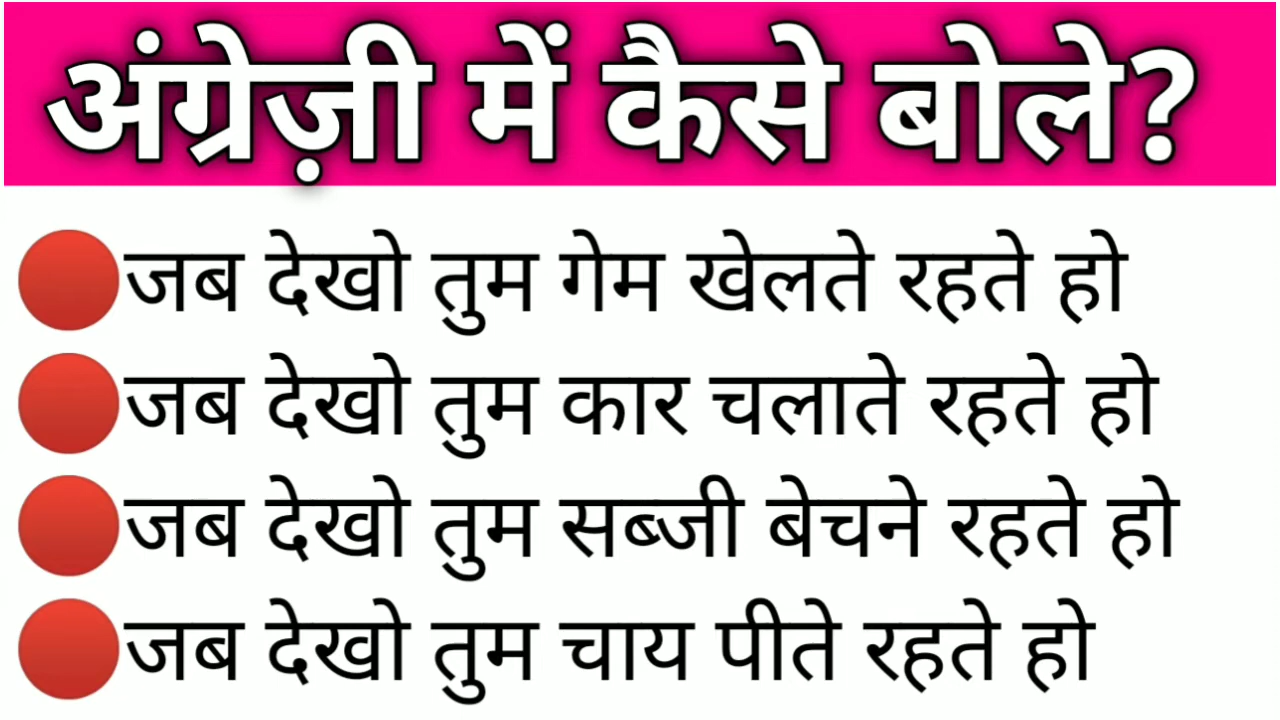 अंग्रेज़ी में कैसे बोले?
जब देखो तुम गेम खेलते रहते हो
जब देखो तुम कार चलाते रहते हो
जब देखो तुम सब्जी बेचने रहते हो
जब देखो तुम चाय पीते रहते हो